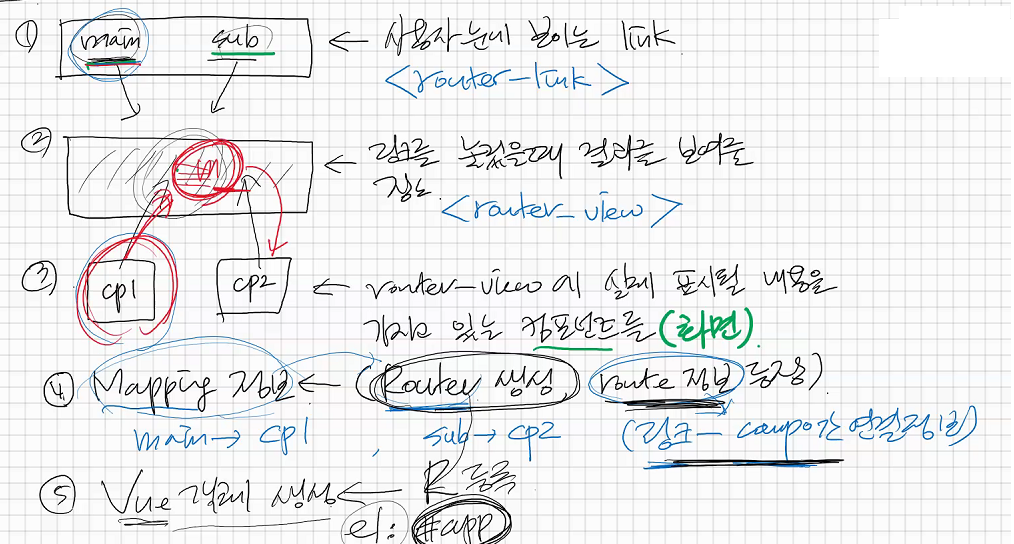 ① main sub ← 사용자 눈에 보이는 link
<router-link>
② ← 링크를 눌렀을때 결과를 보여줄
장소
<router_view>
③ cp1 cp2 ← router-view에 실제 표시될 내용을
가지고 있는 컴포넌트들 (화면)
④ Mapping 정보 ← (Router 생성, route 정보 등장)
main → cp1, sub → cp2 (링크 - compo간 연결정보)
⑤ Vue 객체 생성 ← R 등록
el: #app